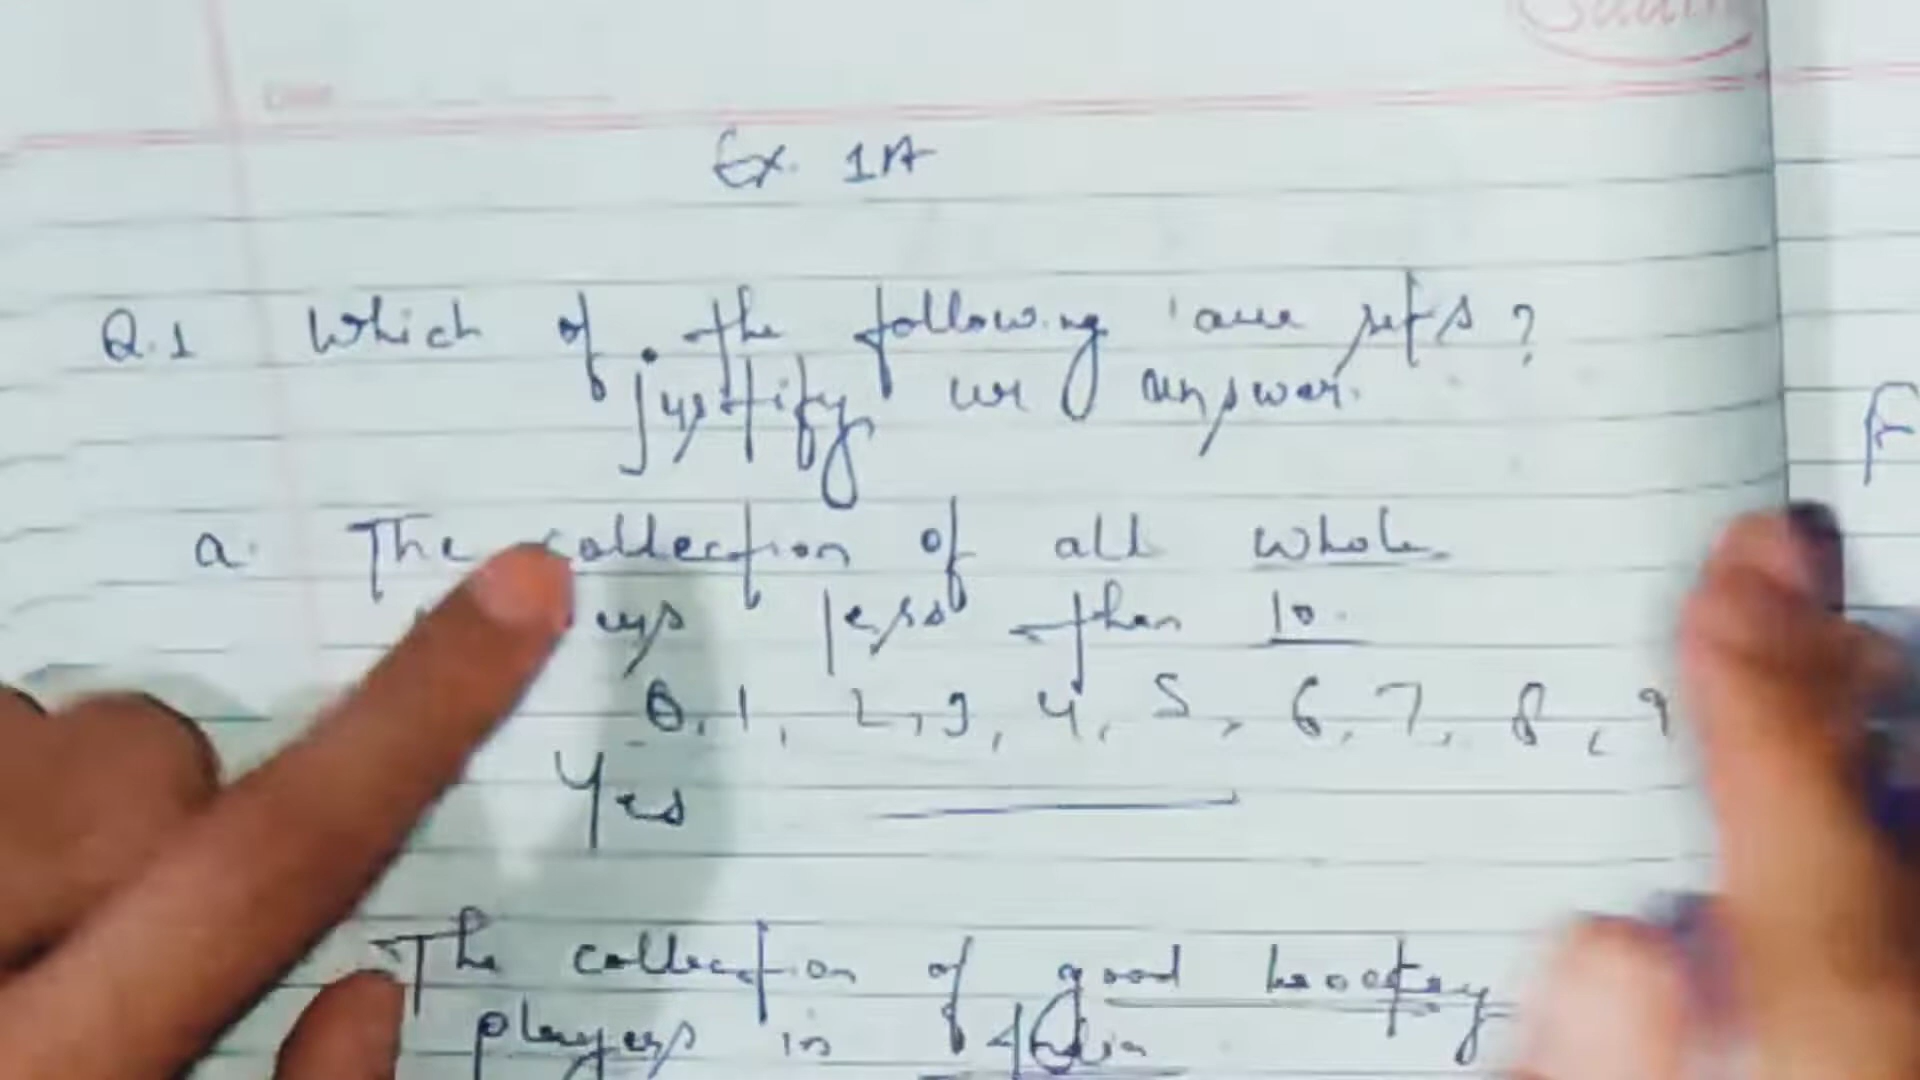 Ex. 1A
Q.1 Which of the following are sets?
justify ur answer.
a. The collection of all whole
less than 10.
0, 1, 2, 3, 4, 5, 6, 7, 8, 9
Yes
The collection of good hockey
players in India